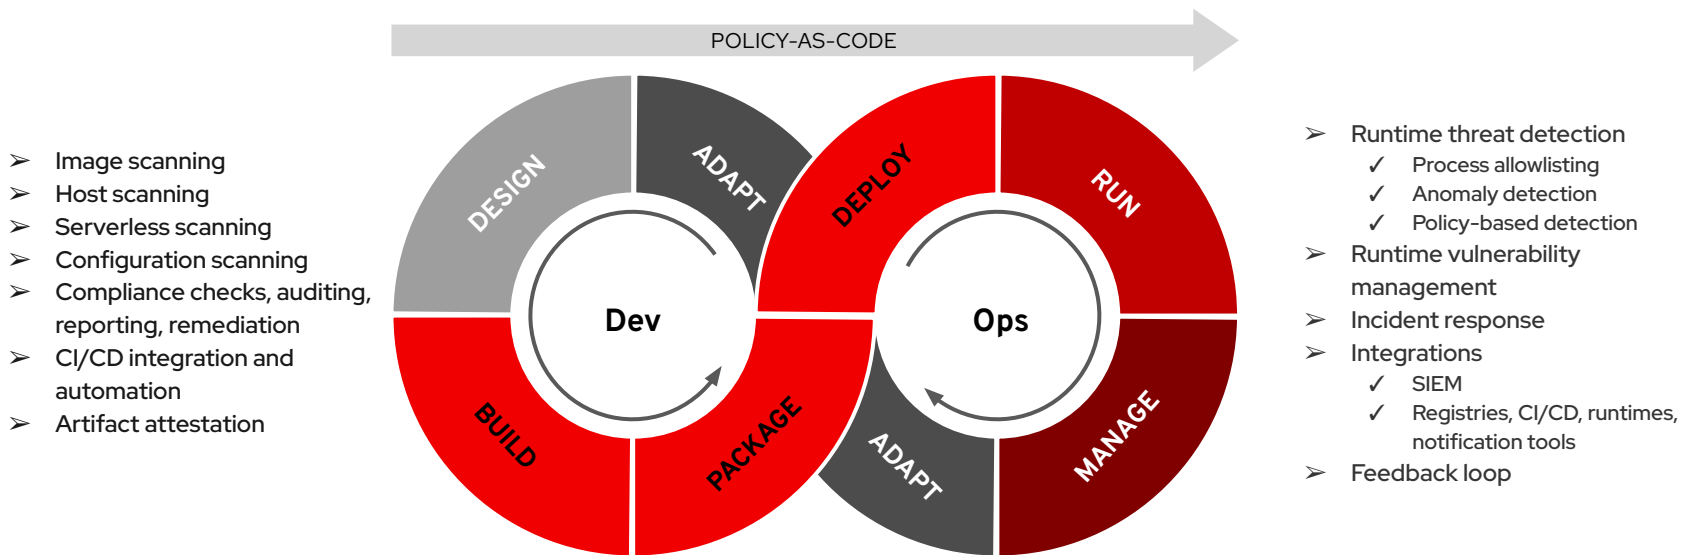 POLICY-AS-CODE
➢ Image scanning
➢ Host scanning
➢ Serverless scanning
➢ Configuration scanning
➢ Compliance checks, auditing,
reporting, remediation
➢ CI/CD integration and
automation
➢ Artifact attestation
DESIGN
ADAPT
DEPLOY
RUN
Dev
Ops
BUILD
PACKAGE
ADAPT
MANAGE
➢ Runtime threat detection
✓ Process allowlisting
✓ Anomaly detection
✓ Policy-based detection
➢ Runtime vulnerability
management
➢ Incident response
➢ Integrations
✓ SIEM
✓ Registries, CI/CD, runtimes,
notification tools
➢ Feedback loop